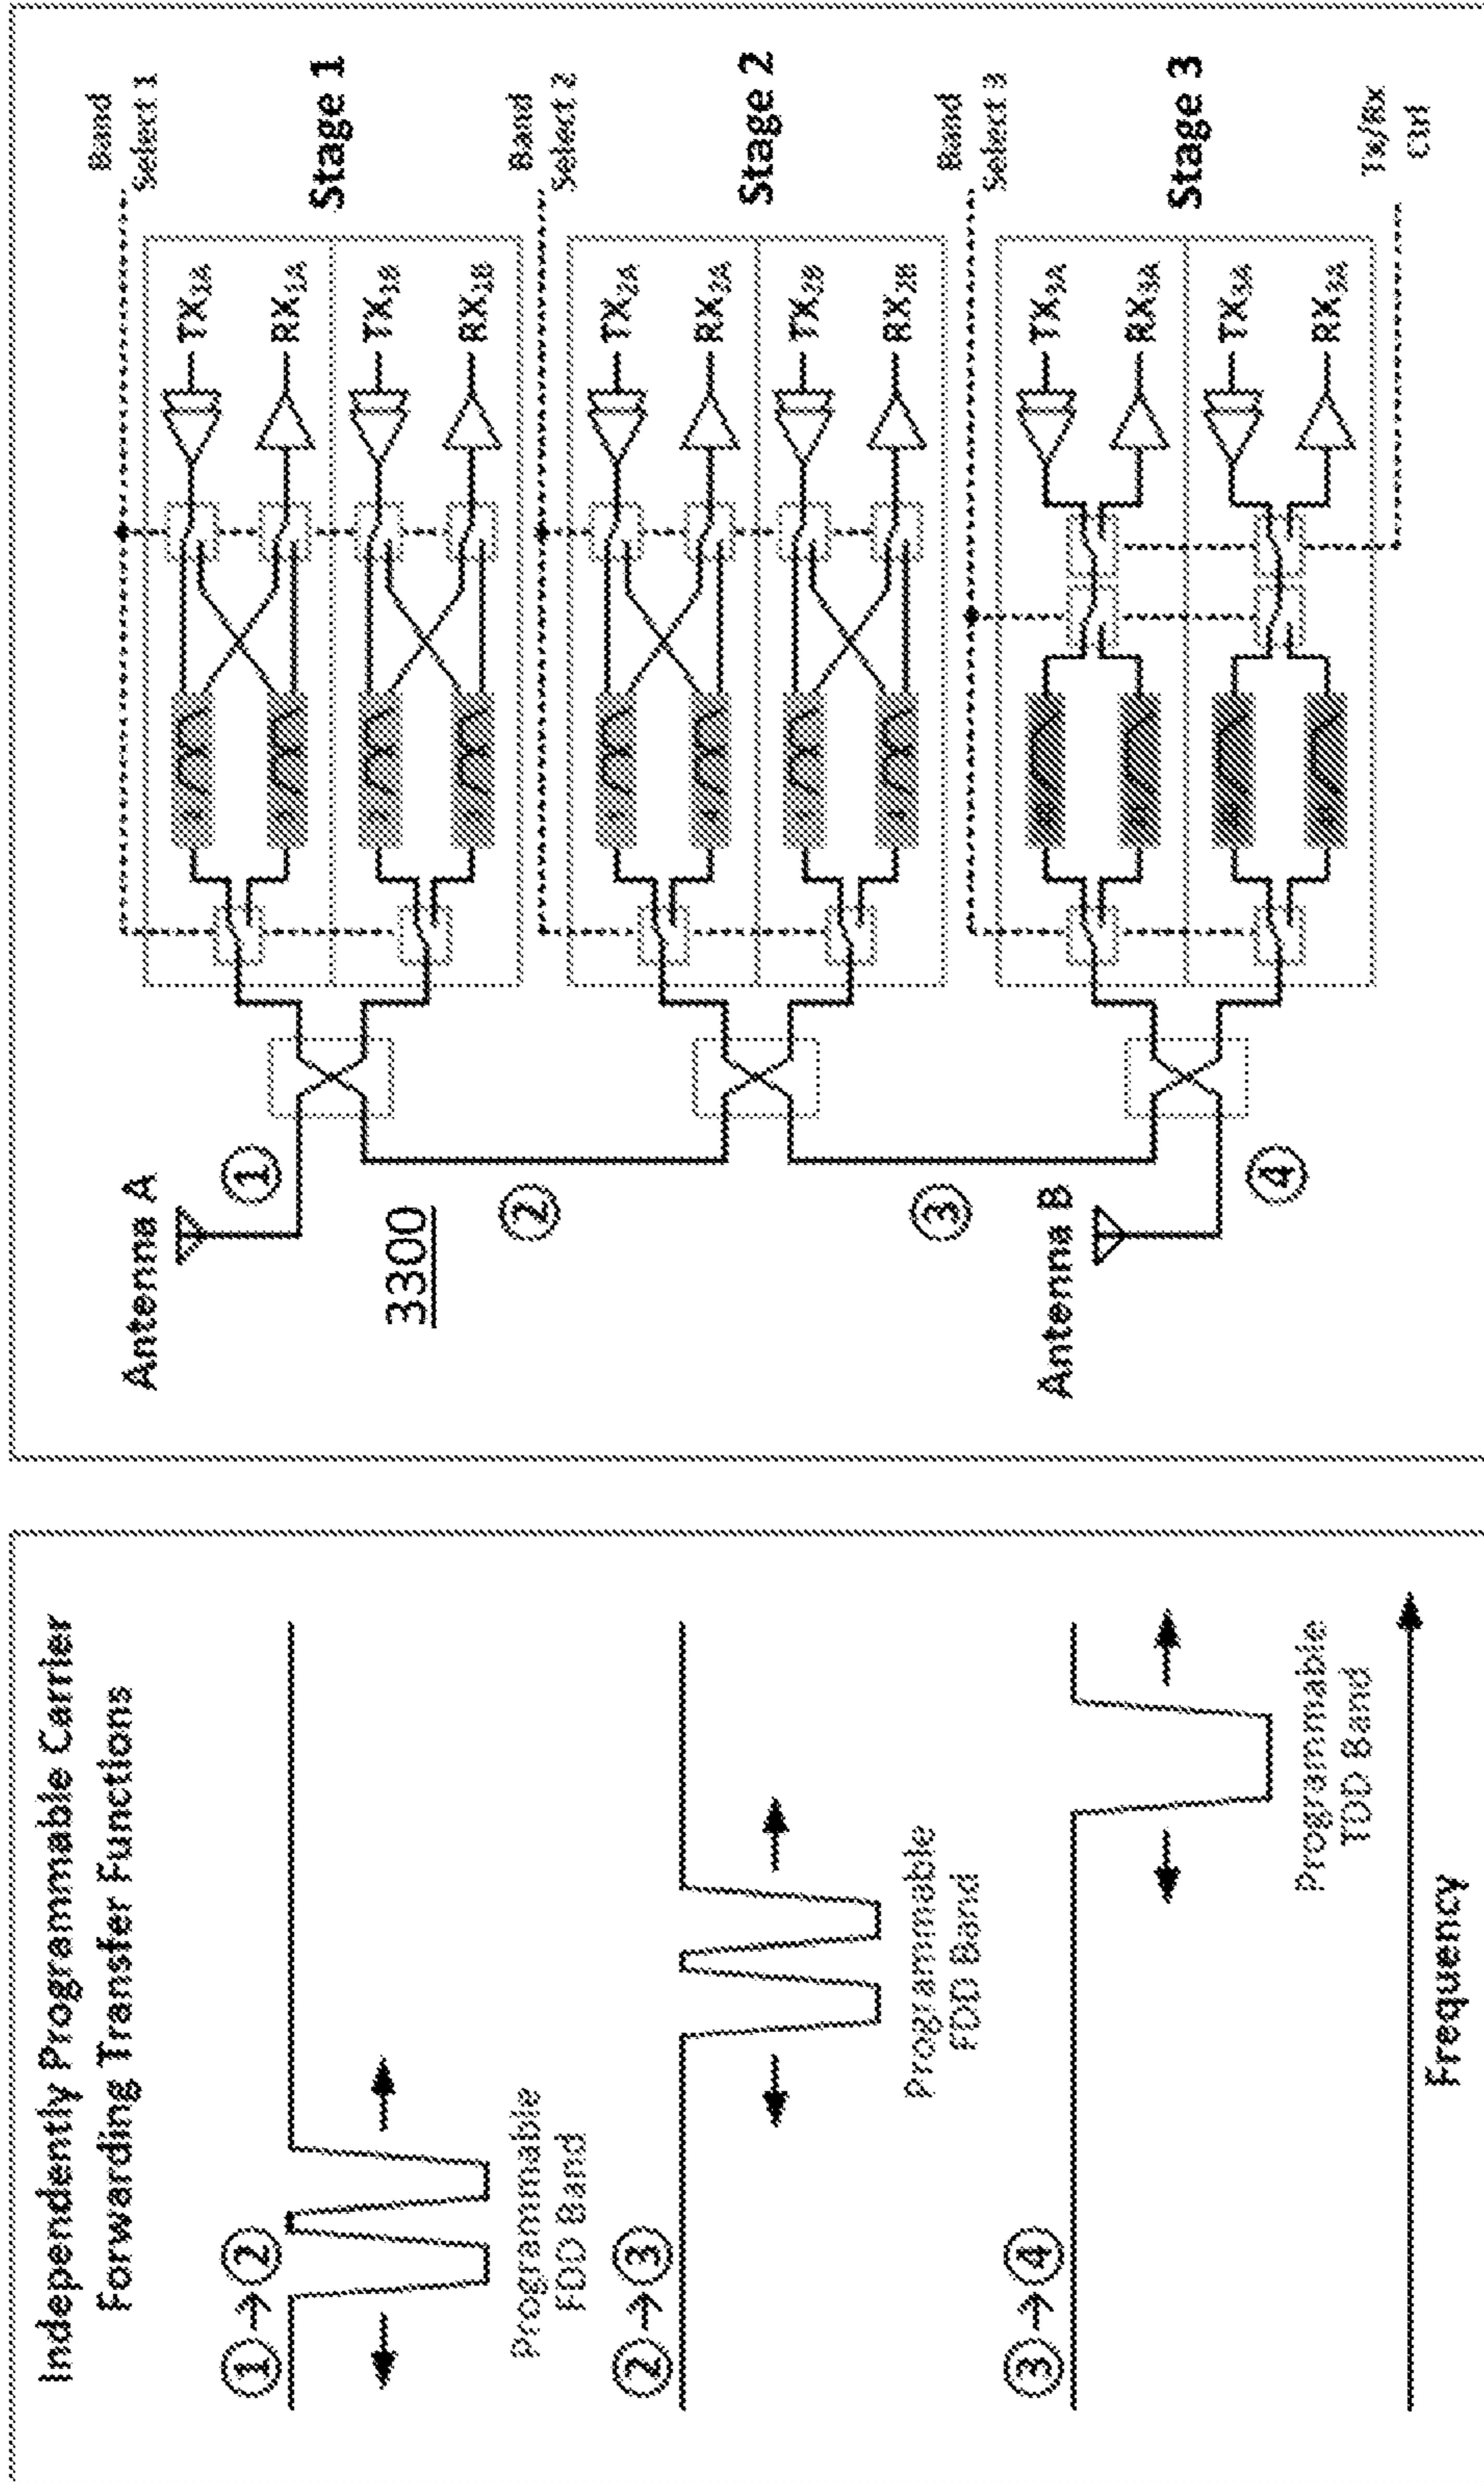 Independently Programmable Carrier
Forwarding Transfer Functions
①→②
Programmable
FDD Band
②→③
Programmable
FDD Band
③→④
Programmable
TDD Band
Frequency
Antenna A
①
3300
②
③
Antenna B
④
Band
Select 1
TX1A
RX1A
Stage 1
TX1B
RX1B
Band
Select 2
TX2A
RX2A
Stage 2
TX2B
RX2B
Band
Select 3
TX3A
RX3A
Stage 3
TX3A
RX3A
Tx/Rx
Ctrl